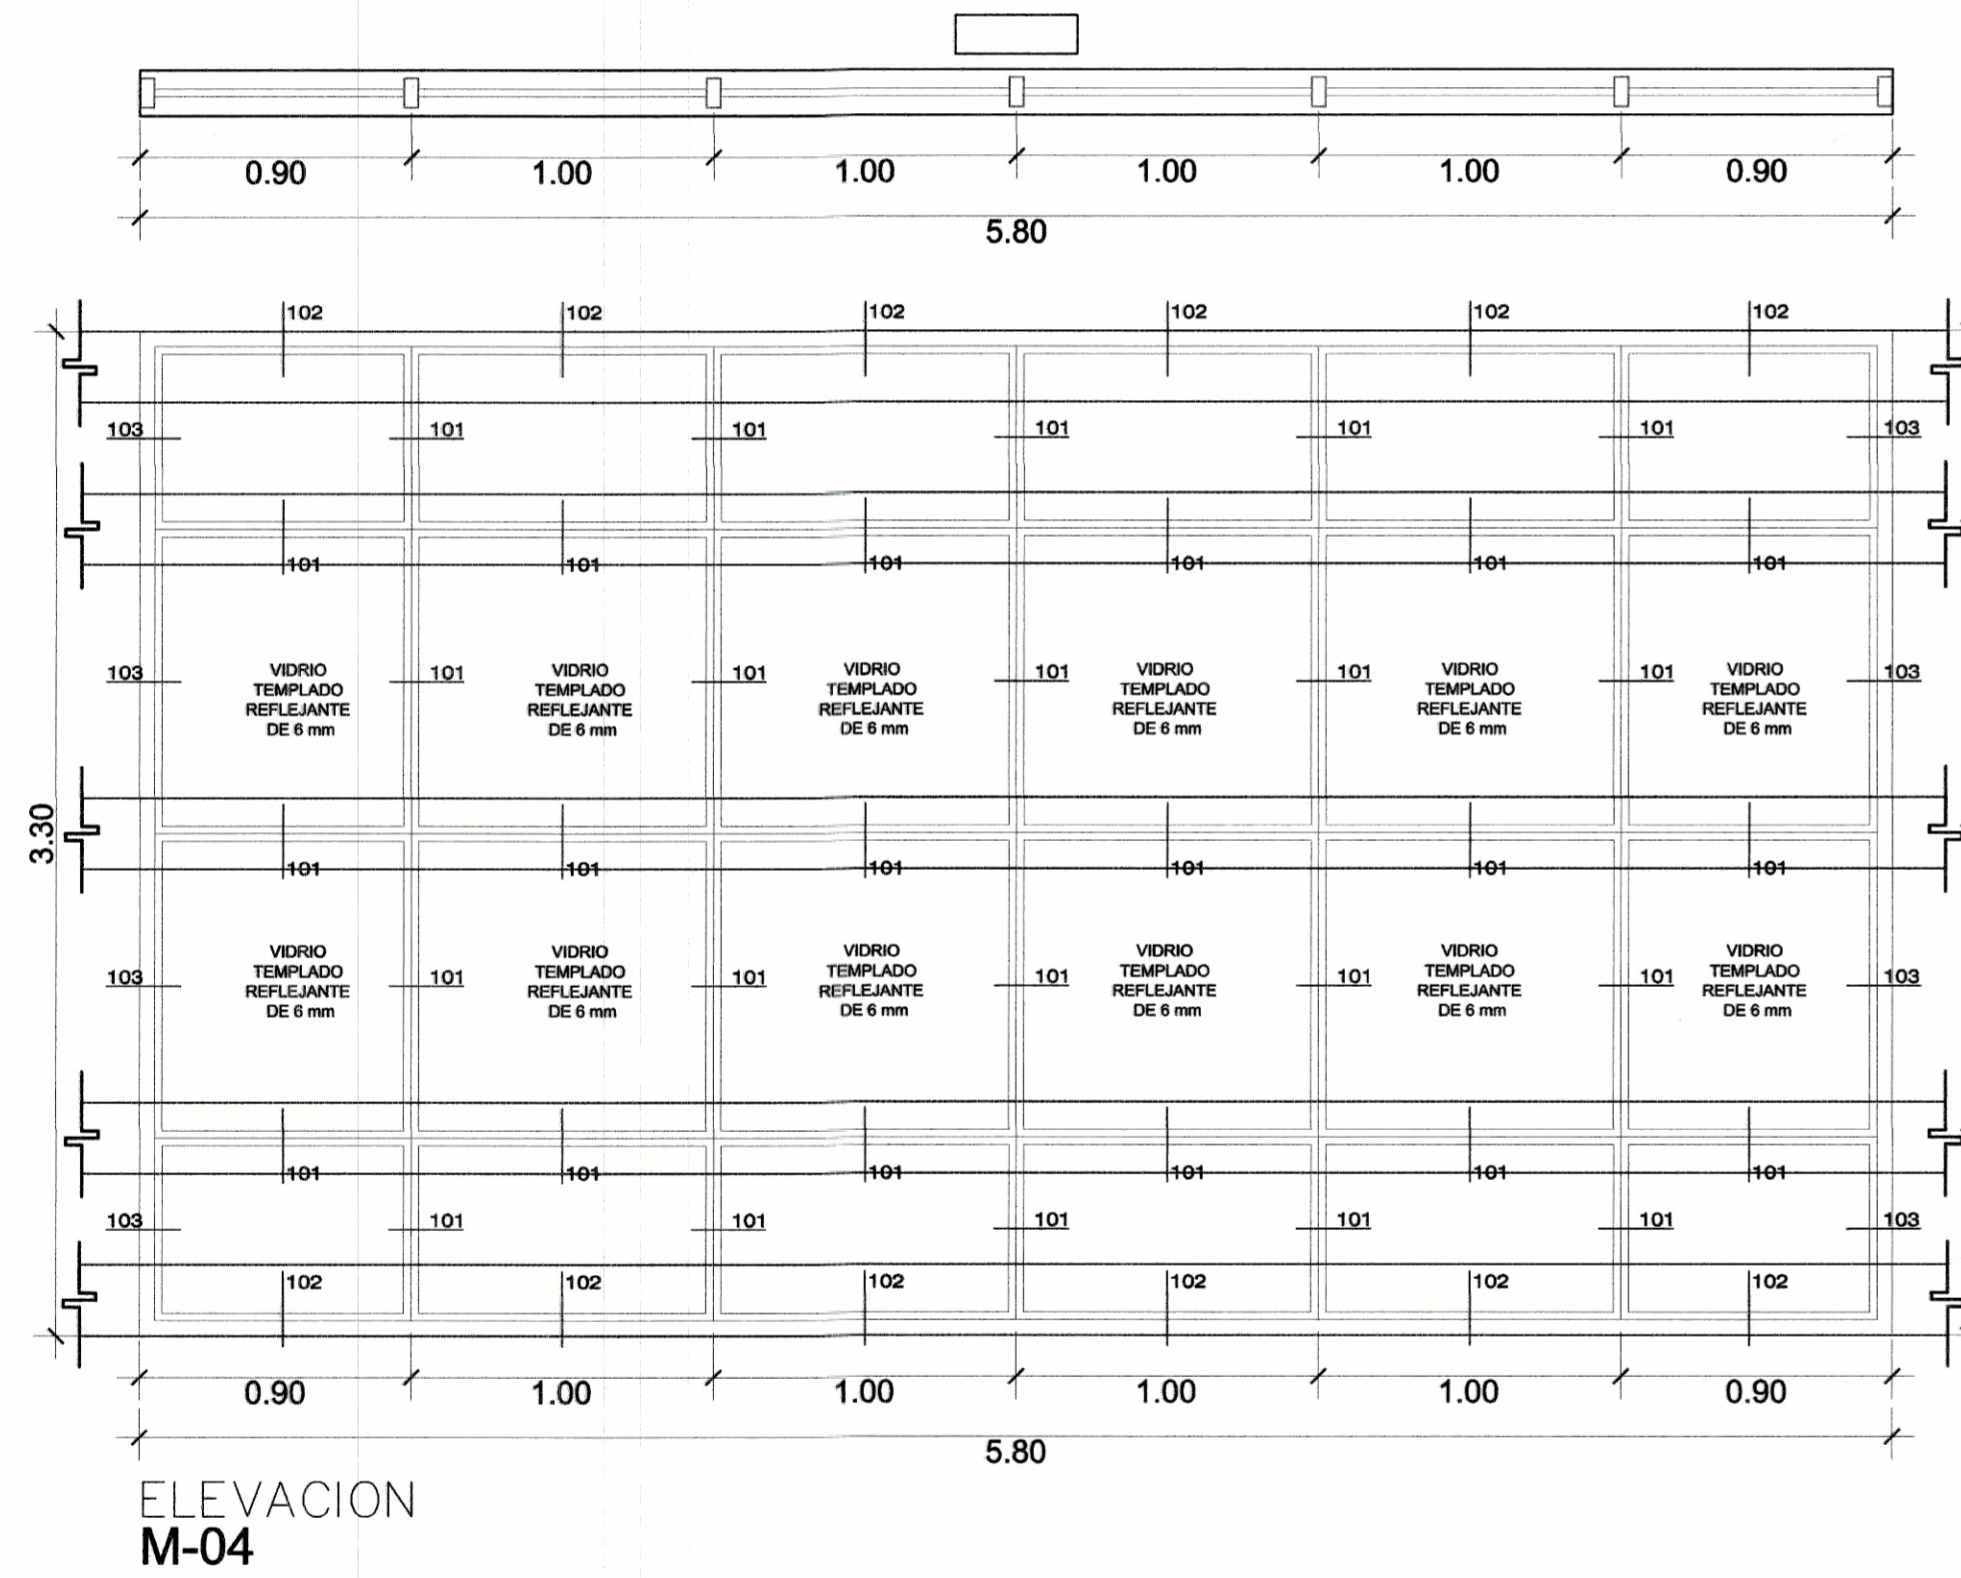 0.90 1.00 1.00 1.00 1.00 0.90
5.80
102 102 102 102 102 102
103 101 101 101 101 101 103
101 101 101 101 101 101
VIDRIO VIDRIO VIDRIO VIDRIO VIDRIO VIDRIO
103 TEMPLADO 101 TEMPLADO 101 TEMPLADO 101 TEMPLADO 101 TEMPLADO 101 TEMPLADO 103
REFLEJANTE REFLEJANTE REFLEJANTE REFLEJANTE REFLEJANTE REFLEJANTE
DE 6 mm DE 6 mm DE 6 mm DE 6 mm DE 6 mm DE 6 mm
3.30
101 101 101 101 101 101
VIDRIO VIDRIO VIDRIO VIDRIO VIDRIO VIDRIO
103 TEMPLADO 101 TEMPLADO 101 TEMPLADO 101 TEMPLADO 101 TEMPLADO 101 TEMPLADO 103
REFLEJANTE REFLEJANTE REFLEJANTE REFLEJANTE REFLEJANTE REFLEJANTE
DE 6 mm DE 6 mm DE 6 mm DE 6 mm DE 6 mm DE 6 mm
101 101 101 101 101 101
103 101 101 101 101 101 103
102 102 102 102 102 102
0.90 1.00 1.00 1.00 1.00 0.90
5.80
ELEVACION
M-04